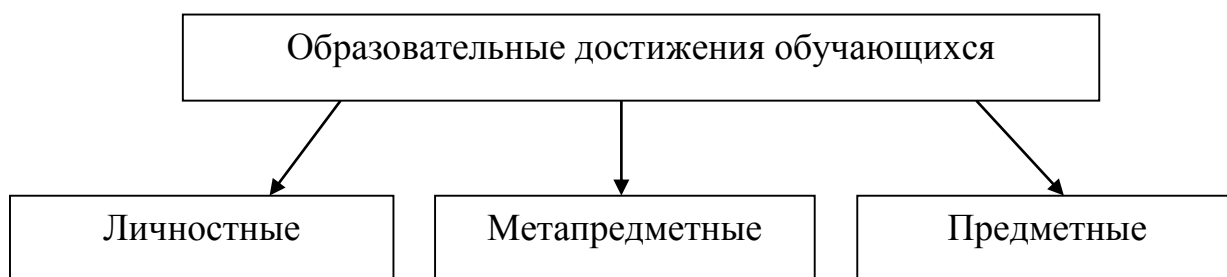 Образовательные достижения обучающихся
Личностные
Метапредметные
Предметные